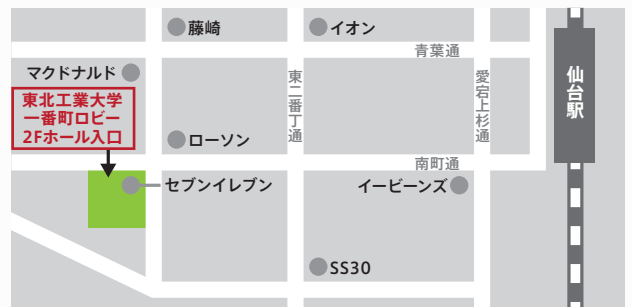 藤崎
イオン
青葉通
マクドナルド
東北工業大学
一番町ロビー
2Fホール入口
東二番丁通
愛宕上杉通
仙台駅
ローソン
南町通
セブンイレブン
イービーンズ
SS30